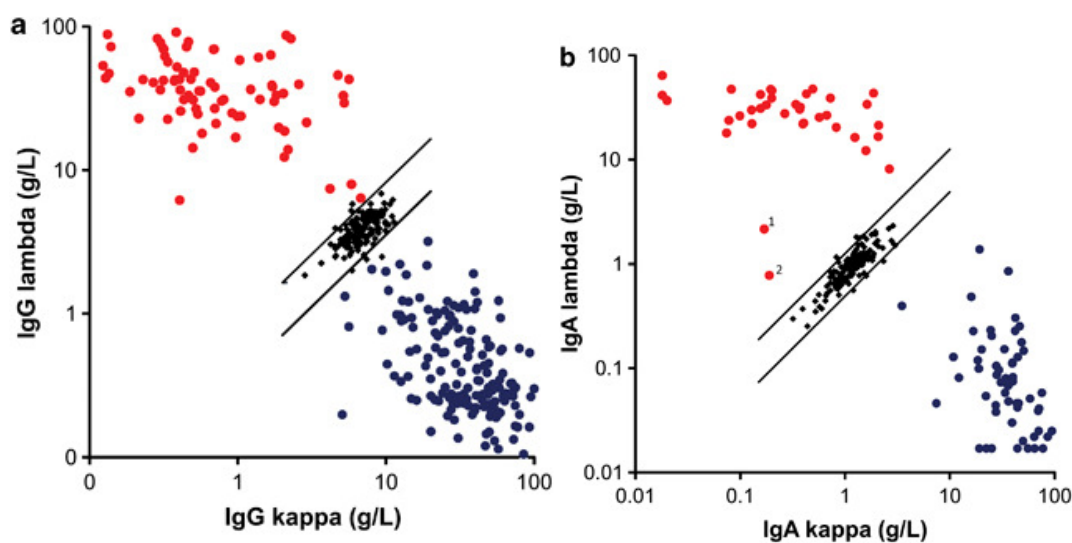 a
100
10
1
0
IgG lambda (g/L)
0 1 10 100
IgG kappa (g/L)
b
100
10
1
0.1
0.01
IgA lambda (g/L)
1
2
0.01 0.1 1 10 100
IgA kappa (g/L)